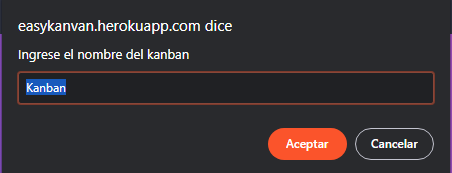 easykanvan.herokuapp.com dice
Ingrese el nombre del kanban
Kanban
Aceptar
Cancelar